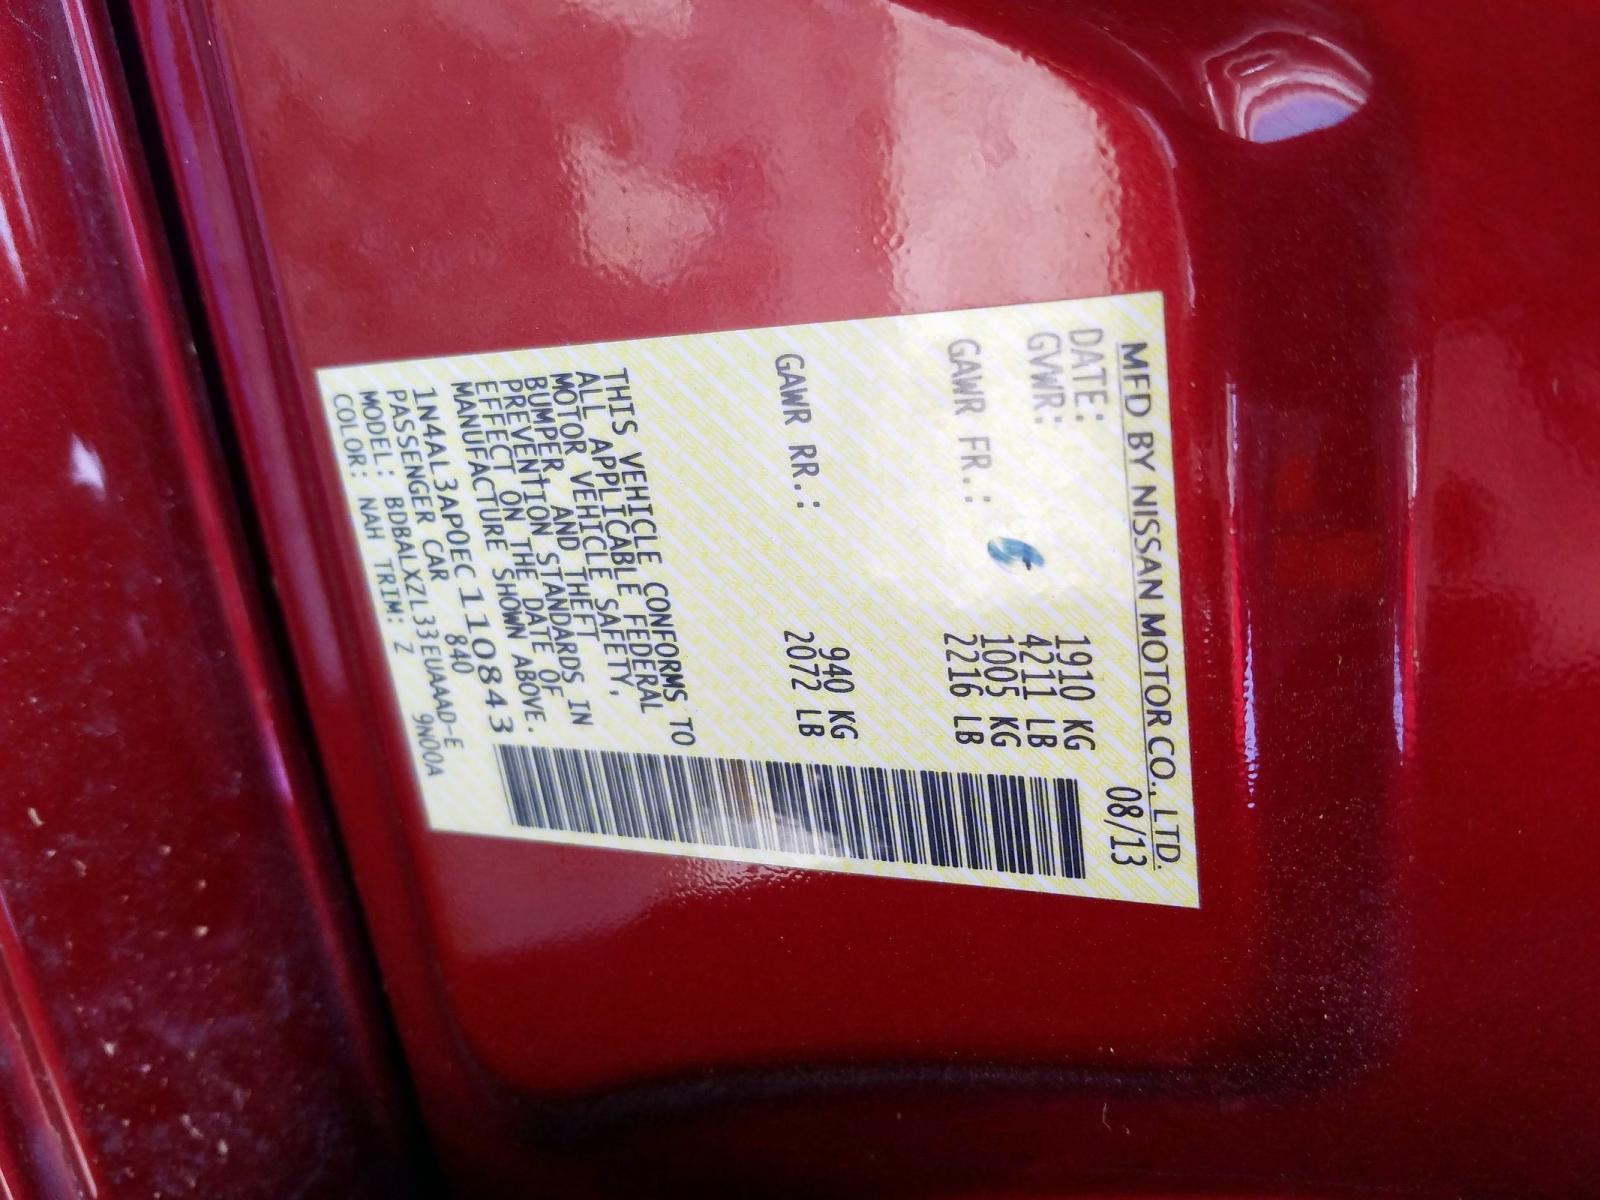 MFD BY NISSAN MOTOR CO., LTD.
DATE: 08/13
GVWR: 1910 KG
4211 LB
GAWR FR.: 1005 KG
2216 LB
GAWR RR.: 940 KG
2072 LB
THIS VEHICLE CONFORMS TO
ALL APPLICABLE FEDERAL
MOTOR VEHICLE SAFETY,
BUMPER, AND THEFT
PREVENTION STANDARDS IN
EFFECT ON THE DATE OF
MANUFACTURE SHOWN ABOVE.
1N4AL3AP0EC110843
PASSENGER CAR 840
MODEL: BDBALXZL33EUAAAD-E
COLOR: NAH TRIM: Z 9N00A